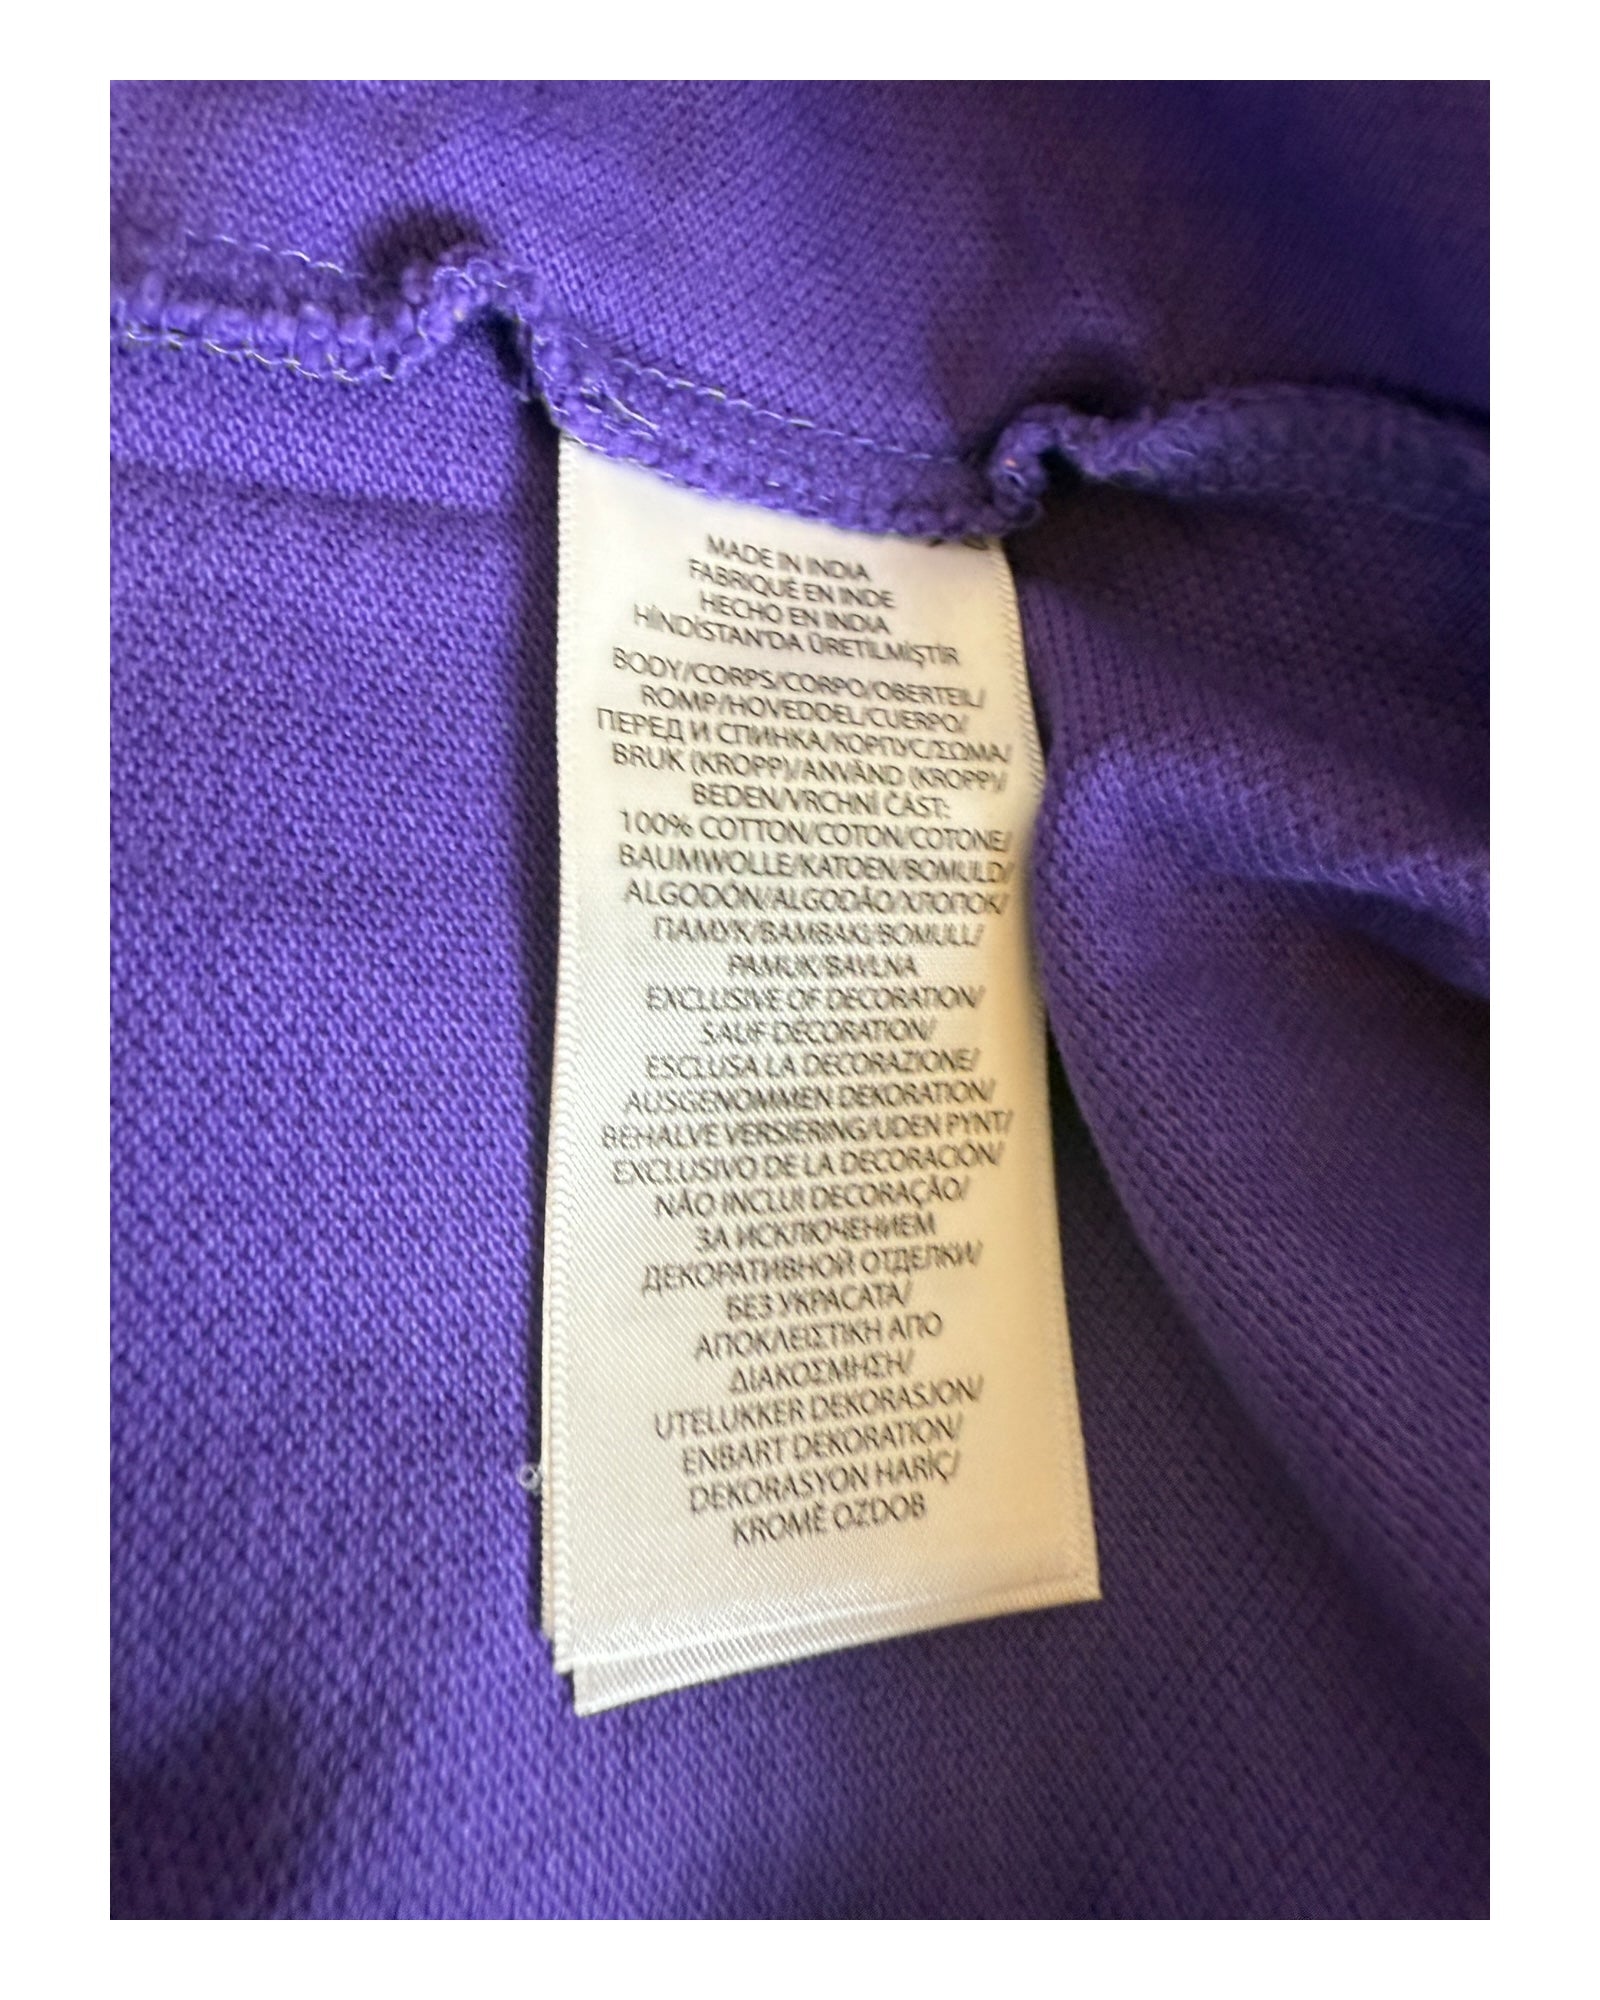 MADE IN INDIA
FABRIQUÉ EN INDE
HECHO EN INDIA
HİNDİSTAN'DA ÜRETİLMİŞTİR
BODY/CORPS/CORPO/OBERTEIL/
ROMP/HOVEDDEL/CUERPO/
ПЕРЕД И СПИНКА/КОРПУС/ΣΩΜΑ/
BRUK (KROPP)/ANVÄND (KROPP)/
BEDEN/VRCHNÍ ČÁST:
100% COTTON/COTON/COTONE/
BAUMWOLLE/KATOEN/BOMULD/
ALGODÓN/ALGODÃO/ХЛОПОК/
ПАМУК/ΒΑΜΒΑΚΙ/BOMULL/
PAMUK/BAVLNA
EXCLUSIVE OF DECORATION/
SAUF DÉCORATION/
ESCLUSA LA DECORAZIONE/
AUSGENOMMEN DEKORATION/
BEHALVE VERSIERING/UDEN PYNT/
EXCLUSIVO DE LA DECORACIÓN/
NÃO INCLUI DECORAÇÃO/
ЗА ИСКЛЮЧЕНИЕМ
ДЕКОРАТИВНОЙ ОТДЕЛКИ/
БЕЗ УКРАСАТА/
ΑΠΟΚΛΕΙΣΤΙΚΗ ΑΠΟ
ΔΙΑΚΟΣΜΗΣΗ/
UTELUKKER DEKORASJON/
ENBART DEKORATION/
DEKORASYON HARİÇ/
KROMĚ OZDOB